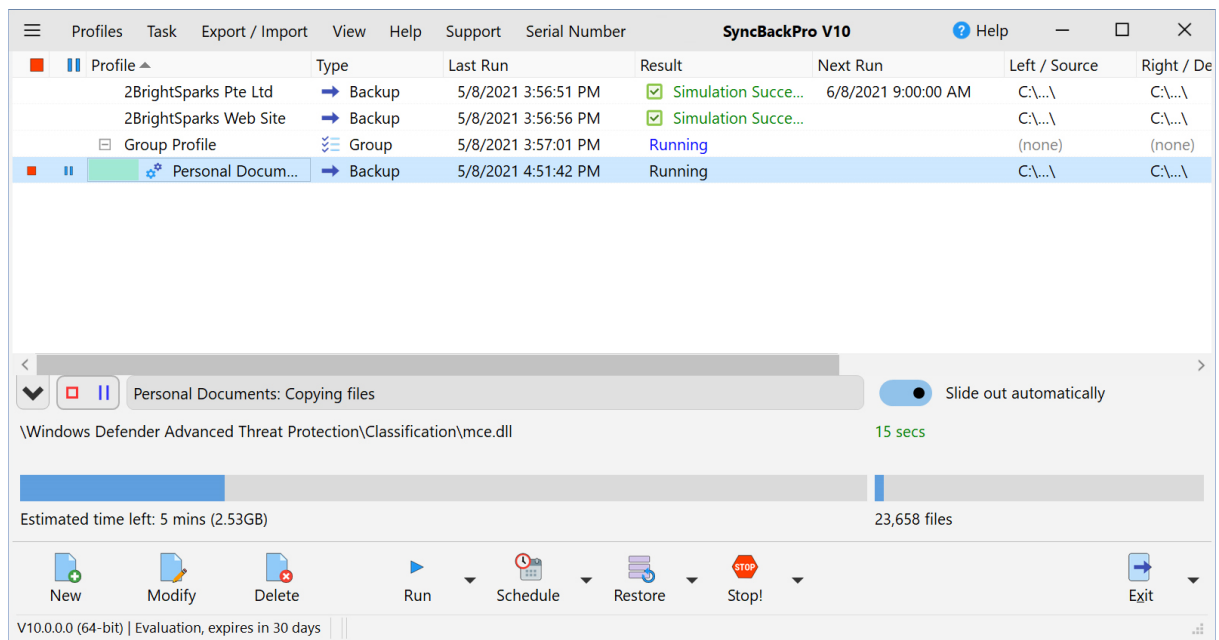 Profiles Task Export / Import View Help Support Serial Number SyncBackPro V10 ? Help
Profile Type Last Run Result Next Run Left / Source Right / De
2BrightSparks Pte Ltd Backup 5/8/2021 3:56:51 PM Simulation Succe... 6/8/2021 9:00:00 AM C:\...\ C:\...\
2BrightSparks Web Site Backup 5/8/2021 3:56:56 PM Simulation Succe... C:\...\ C:\...\
Group Profile Group 5/8/2021 3:57:01 PM Running (none) (none)
Personal Docum... Backup 5/8/2021 4:51:42 PM Running C:\...\ C:\...\
Personal Documents: Copying files Slide out automatically
\Windows Defender Advanced Threat Protection\Classification\mce.dll 15 secs
Estimated time left: 5 mins (2.53GB) 23,658 files
STOP
New Modify Delete Run Schedule Restore Stop! Exit
V10.0.0.0 (64-bit) | Evaluation, expires in 30 days